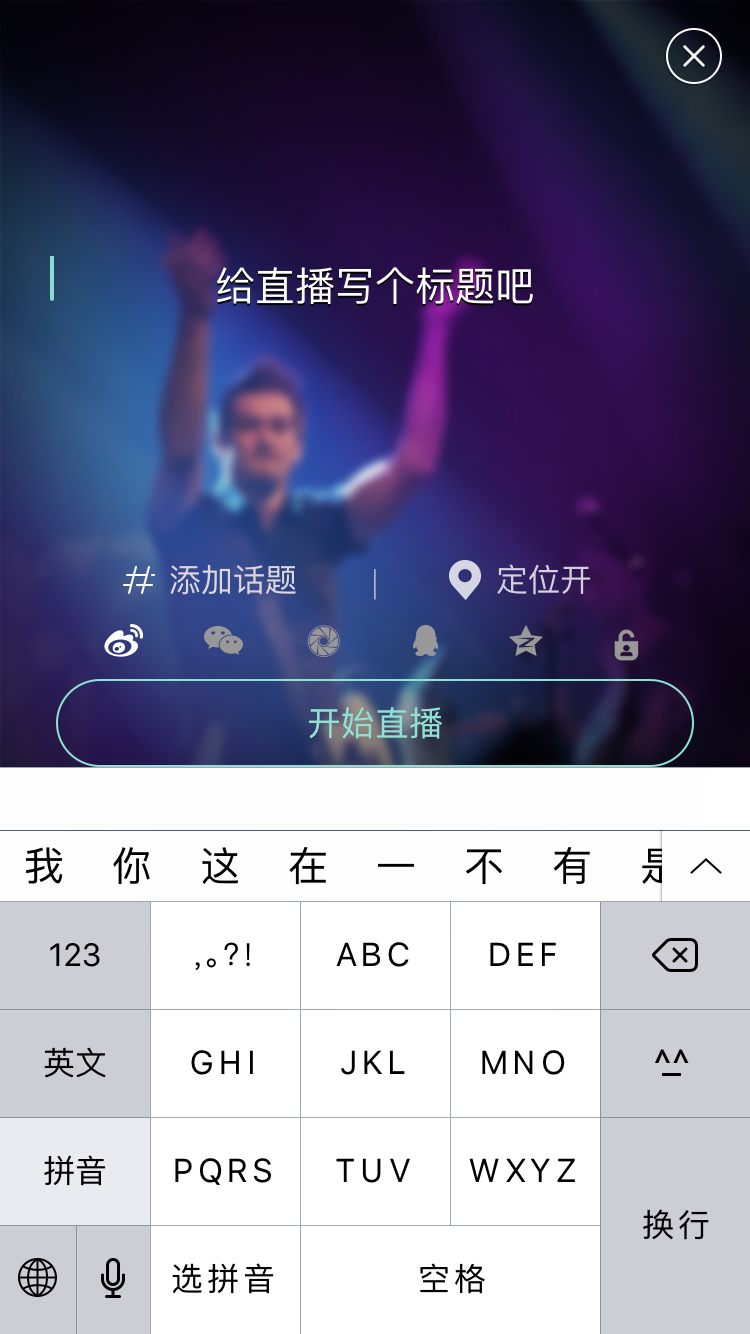 给直播写个标题吧
添加话题 | 定位开
开始直播
我 你 这 在 一 不 有 是
123 ,。?! ABC DEF
英文 GHI JKL MNO ^^
拼音 PQRS TUV WXYZ
换行
选拼音 空格